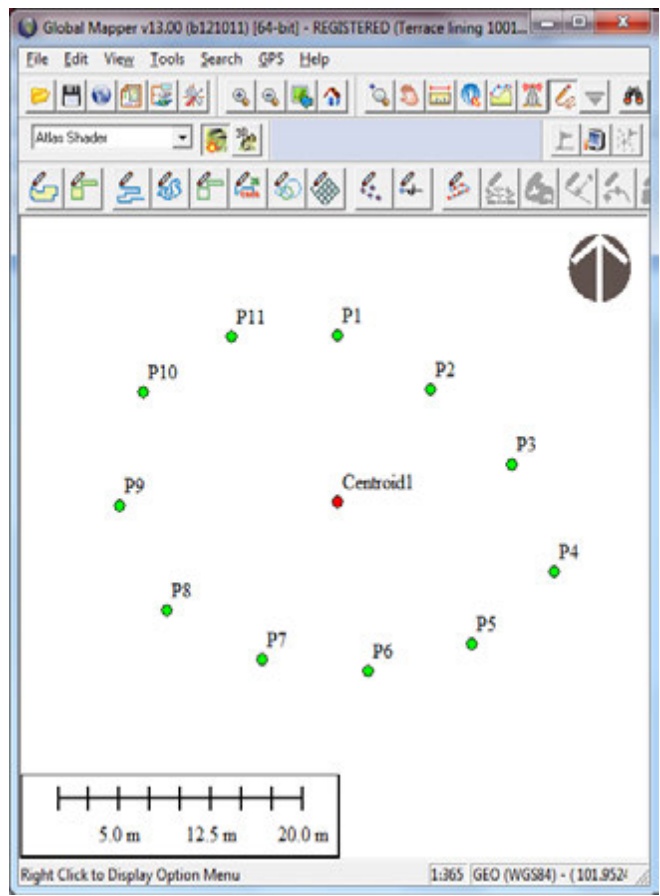 Global Mapper v13.00 (b121011) [64-bit] - REGISTERED (Terrace lining 1001...
File Edit View Tools Search GPS Help
Atlas Shader
P11 P1
P10 P2
P3
Centroid1
P9
P4
P8
P5
P7 P6
5.0 m 12.5 m 20.0 m
Right Click to Display Option Menu 1:365 GEO (WGS84) - ( 101.9524